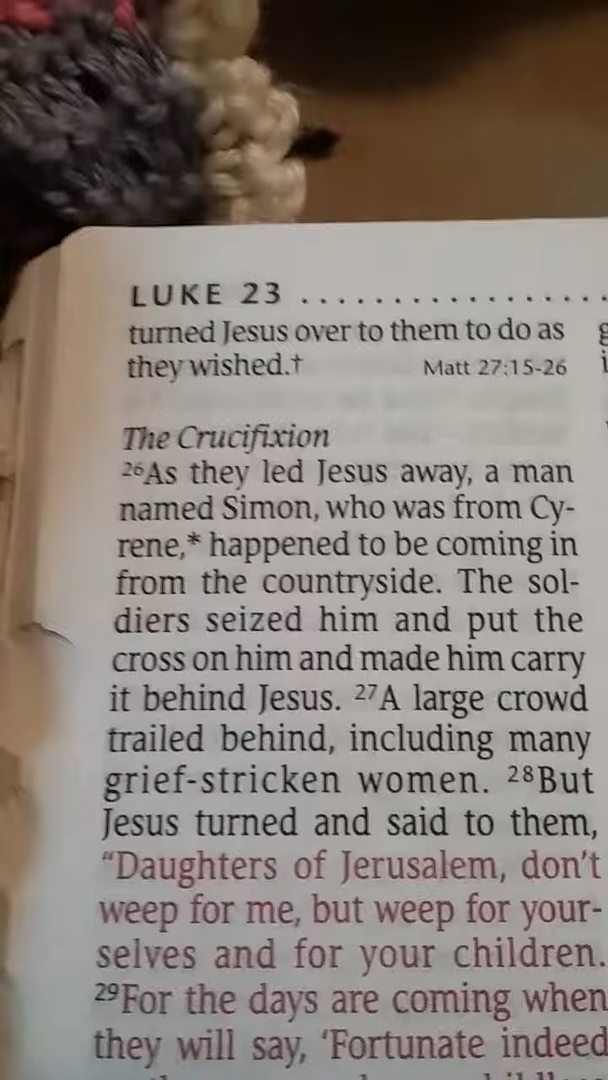 LUKE 23 ..................
turned Jesus over to them to do as
they wished.† Matt 27:15-26
The Crucifixion
26As they led Jesus away, a man
named Simon, who was from Cy-
rene,* happened to be coming in
from the countryside. The sol-
diers seized him and put the
cross on him and made him carry
it behind Jesus. 27A large crowd
trailed behind, including many
grief-stricken women. 28But
Jesus turned and said to them,
“Daughters of Jerusalem, don't
weep for me, but weep for your-
selves and for your children.
29For the days are coming when
they will say, ‘Fortunate indeed